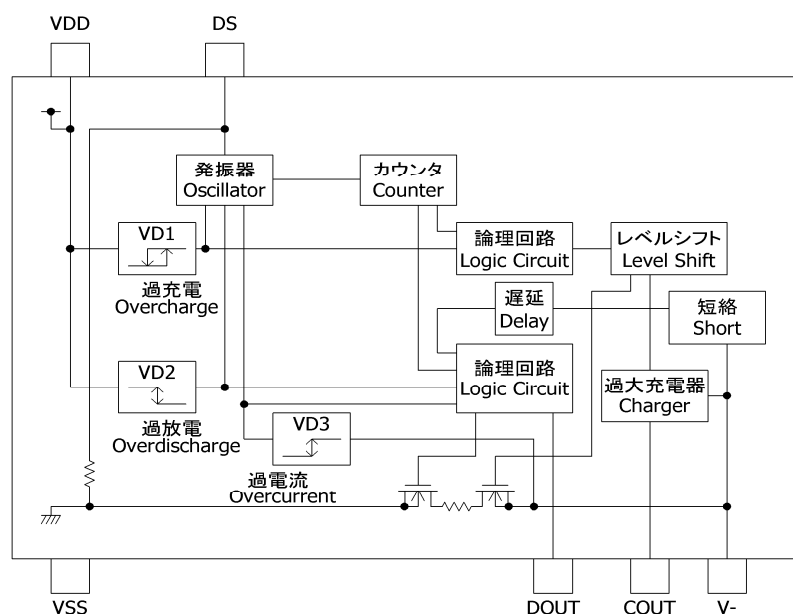 VDD
DS
発振器
Oscillator
カウンタ
Counter
VD1
過充電
Overcharge
論理回路
Logic Circuit
レベルシフト
Level Shift
遅延
Delay
短絡
Short
VD2
過放電
Overdischarge
論理回路
Logic Circuit
過大充電器
Charger
VD3
過電流
Overcurrent
VSS
DOUT
COUT
V-